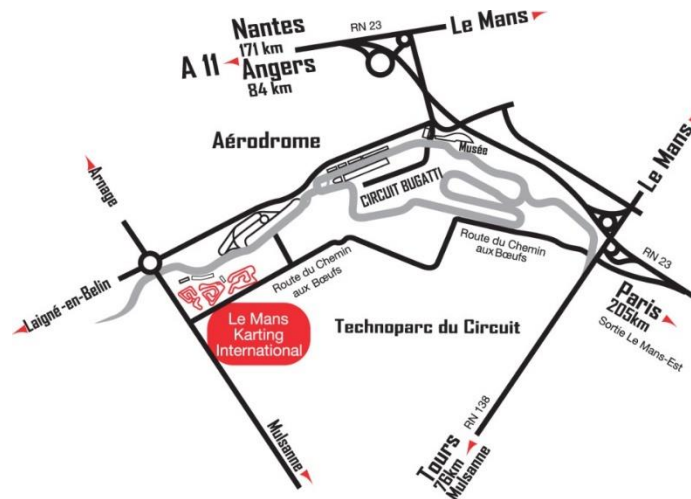 Nantes
171 km
RN 23
Le Mans
A 11
Angers
84 km
Aérodrome
Musée
CIRCUIT BUGATTI
Arnage
Le Mans
Laigné-en-Belin
Route du Chemin
aux Bœufs
Route du Chemin
aux Bœufs
RN 23
Le Mans
Karting
International
Technoparc du Circuit
Paris
205km
Sortie Le Mans-Est
Mulsanne
RN 138
Tours
76km
Mulsanne